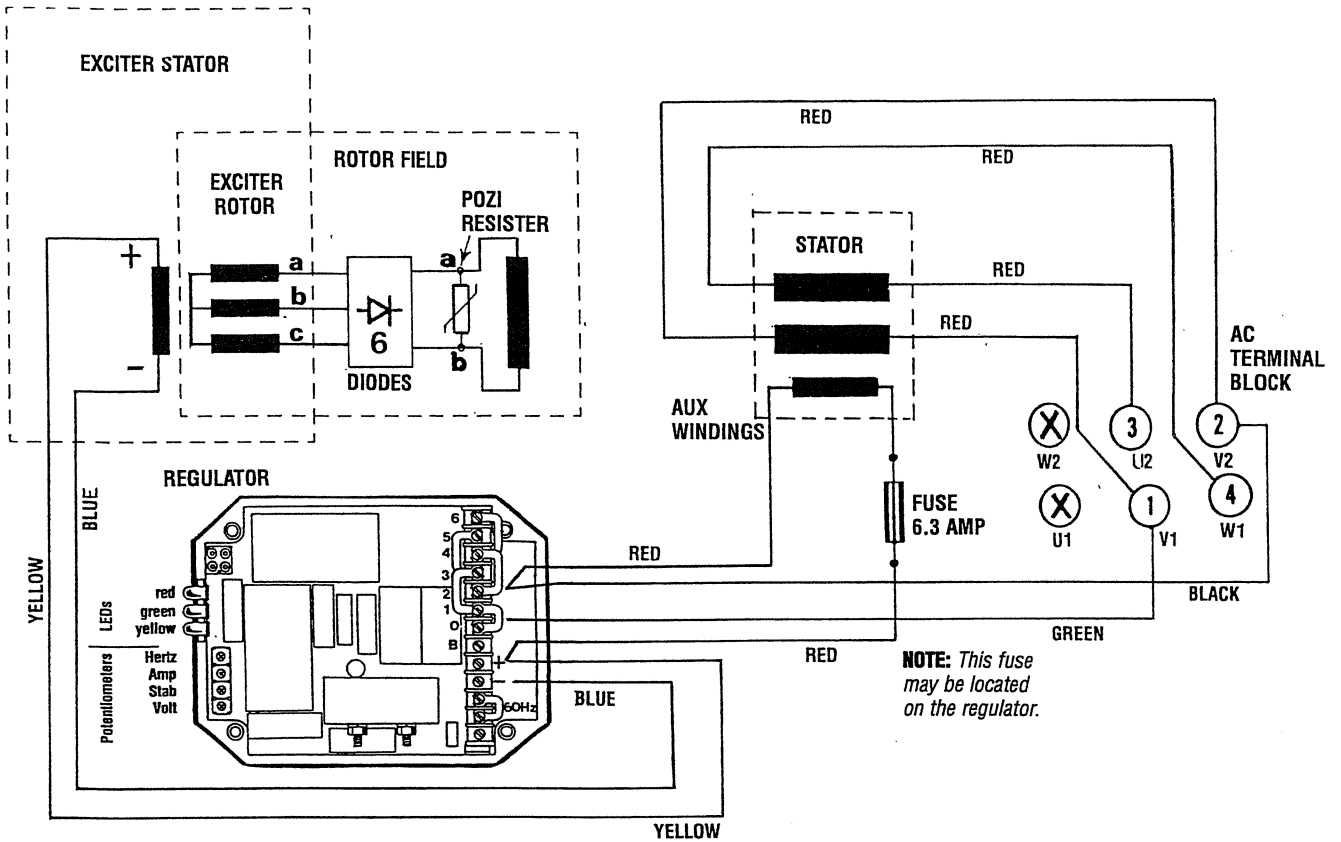 EXCITER STATOR
ROTOR FIELD
EXCITER
ROTOR
POZI
RESISTER
+
-
a
b
c
a
b
6
DIODES
RED
RED
STATOR
RED
RED
AUX
WINDINGS
AC
TERMINAL
BLOCK
X
W2
3
U2
2
V2
X
U1
1
V1
4
W1
FUSE
6.3 AMP
RED
BLACK
GREEN
RED
NOTE: This fuse
may be located
on the regulator.
REGULATOR
BLUE
YELLOW
LEDs
red
green
yellow
Potentiometers
Hertz
Amp
Stab
Volt
6
5
4
3
2
1
0
B
+
-
60Hz
BLUE
YELLOW